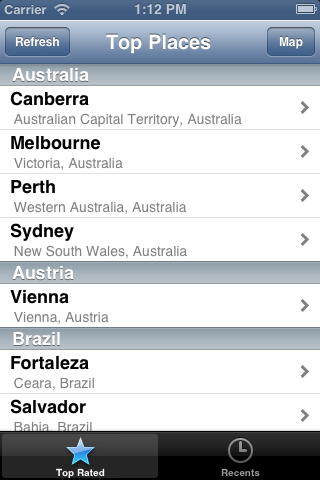 Carrier 1:12 PM
Refresh Top Places Map
Australia
Canberra
Australian Capital Territory, Australia
Melbourne
Victoria, Australia
Perth
Western Australia, Australia
Sydney
New South Wales, Australia
Austria
Vienna
Vienna, Austria
Brazil
Fortaleza
Ceara, Brazil
Salvador
Bahia, Brazil
Top Rated Recents